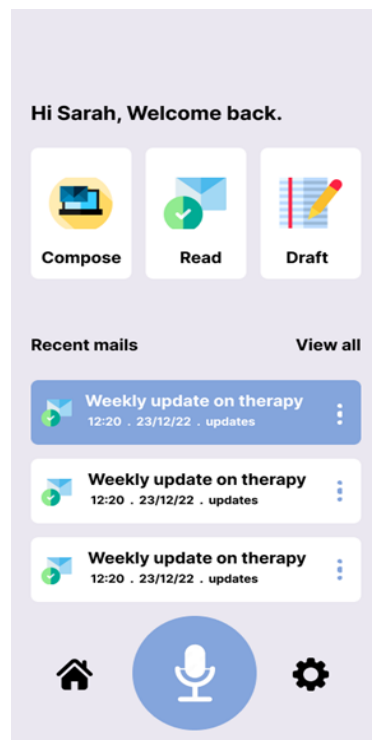 Hi Sarah, Welcome back.
Compose Read Draft
Recent mails View all
Weekly update on therapy
12:20 . 23/12/22 . updates
Weekly update on therapy
12:20 . 23/12/22 . updates
Weekly update on therapy
12:20 . 23/12/22 . updates